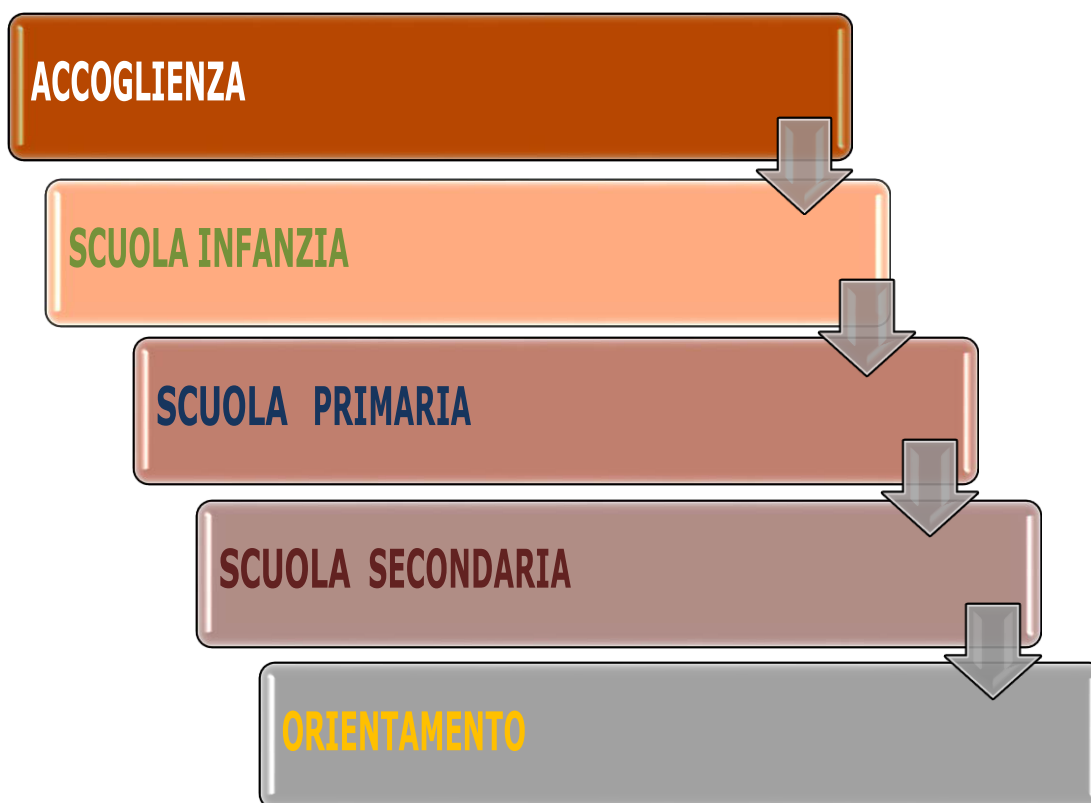 ACCOGLIENZA
SCUOLA INFANZIA
SCUOLA PRIMARIA
SCUOLA SECONDARIA
ORIENTAMENTO